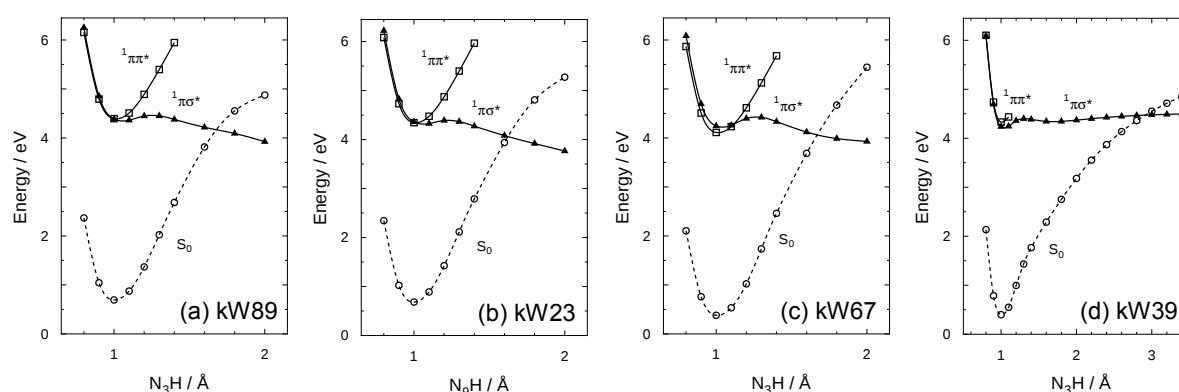 6
4
2
0
Energy / eV
¹ππ*
¹πσ*
S₀
(a) kW89
1
2
N₃H / Å
6
4
2
0
Energy / eV
¹ππ*
¹πσ*
S₀
(b) kW23
1
2
N₉H / Å
6
4
2
0
Energy / eV
¹ππ*
¹πσ*
S₀
(c) kW67
1
2
N₃H / Å
6
4
2
0
Energy / eV
¹ππ*
¹πσ*
S₀
(d) kW39
1
2
3
N₃H / Å